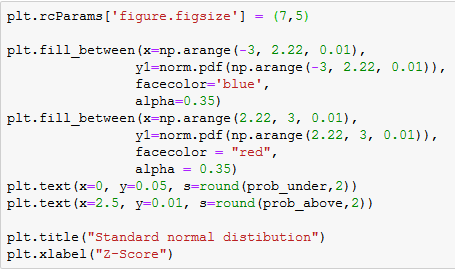 plt.rcParams['figure.figsize'] = (7,5)
plt.fill_between(x=np.arange(-3, 2.22, 0.01),
y1=norm.pdf(np.arange(-3, 2.22, 0.01)),
facecolor='blue',
alpha=0.35)
plt.fill_between(x=np.arange(2.22, 3, 0.01),
y1=norm.pdf(np.arange(2.22, 3, 0.01)),
facecolor = "red",
alpha = 0.35)
plt.text(x=0, y=0.05, s=round(prob_under,2))
plt.text(x=2.5, y=0.01, s=round(prob_above,2))
plt.title("Standard normal distibution")
plt.xlabel("Z-Score")